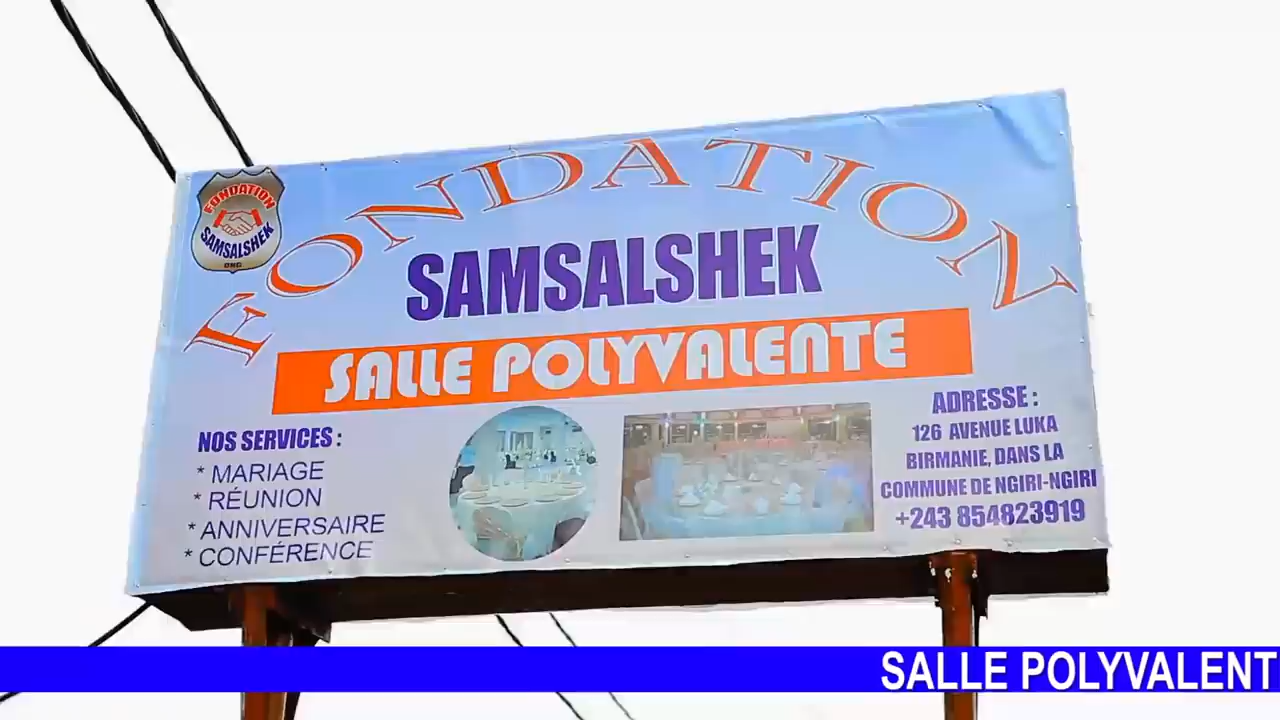 FONDATION
FONDATION
SAMSALSHEK
ONG
SAMSALSHEK
SALLE POLYVALENTE
NOS SERVICES :
* MARIAGE
* RÉUNION
* ANNIVERSAIRE
* CONFÉRENCE
ADRESSE :
126 AVENUE LUKA
BIRMANIE, DANS LA
COMMUNE DE NGIRI-NGIRI
+243 854823919
SALLE POLYVALENT